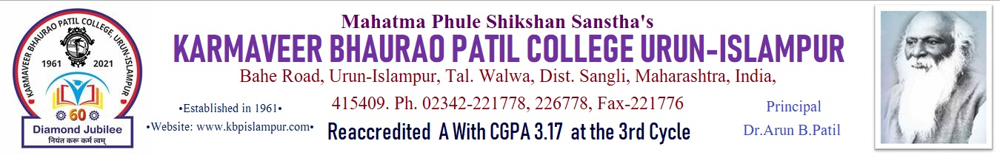 KARMAVEER BHAURAO PATIL COLLEGE, URUN-ISLAMPUR
1961 2021
60
Diamond Jubilee
नियतं कुरू कर्म त्वम्
Mahatma Phule Shikshan Sanstha's
KARMAVEER BHAURAO PATIL COLLEGE URUN-ISLAMPUR
Bahe Road, Urun-Islampur, Tal. Walwa, Dist. Sangli, Maharashtra, India,
415409. Ph. 02342-221778, 226778, Fax-221776
•Established in 1961•
•Website: www.kbpislampur.com•
Reaccredited A With CGPA 3.17 at the 3rd Cycle
Principal
Dr.Arun B.Patil